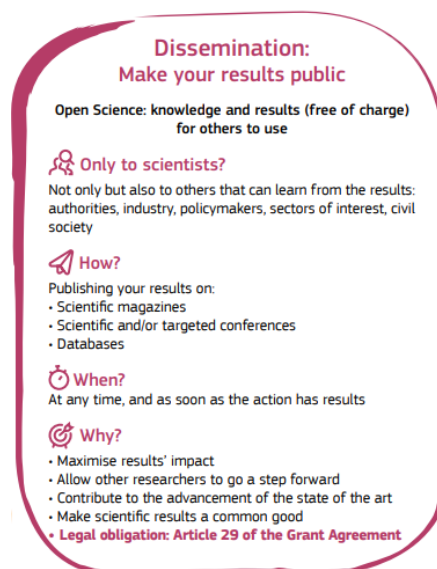 Dissemination:
Make your results public
Open Science: knowledge and results (free of charge)
for others to use
Only to scientists?
Not only but also to others that can learn from the results:
authorities, industry, policymakers, sectors of interest, civil
society
How?
Publishing your results on:
• Scientific magazines
• Scientific and/or targeted conferences
• Databases
When?
At any time, and as soon as the action has results
Why?
• Maximise results' impact
• Allow other researchers to go a step forward
• Contribute to the advancement of the state of the art
• Make scientific results a common good
• Legal obligation: Article 29 of the Grant Agreement